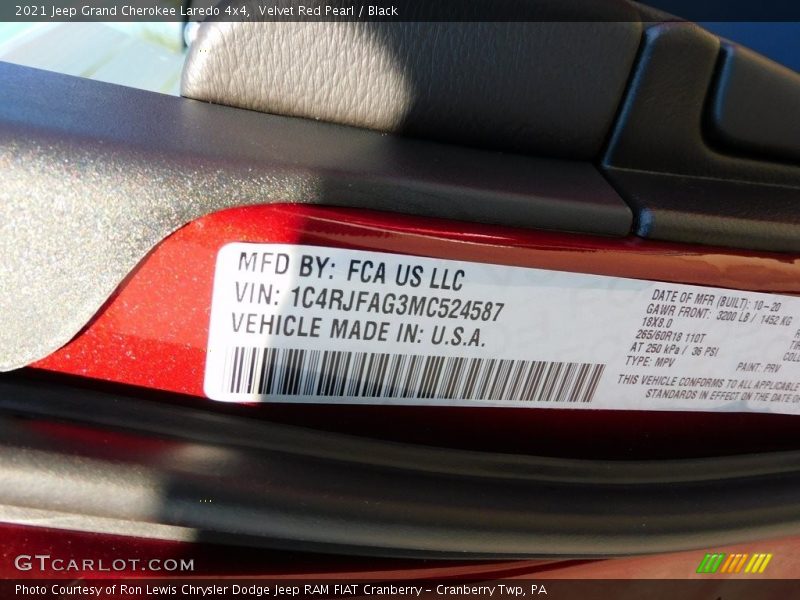 2021 Jeep Grand Cherokee Laredo 4x4, Velvet Red Pearl / Black
MFD BY: FCA US LLC
VIN: 1C4RJFAG3MC524587
VEHICLE MADE IN: U.S.A.
DATE OF MFR (BUILT): 10-20
GAWR FRONT: 3200 LB / 1452 KG
18X8.0
265/60R18 110T
AT 250 kPa / 36 PSI
TYPE: MPV
PAINT: PRV
THIS VEHICLE CONFORMS TO ALL APPLICABLE
STANDARDS IN EFFECT ON THE DATE OF
GTCARLOT.COM
Photo Courtesy of Ron Lewis Chrysler Dodge Jeep RAM FIAT Cranberry – Cranberry Twp, PA